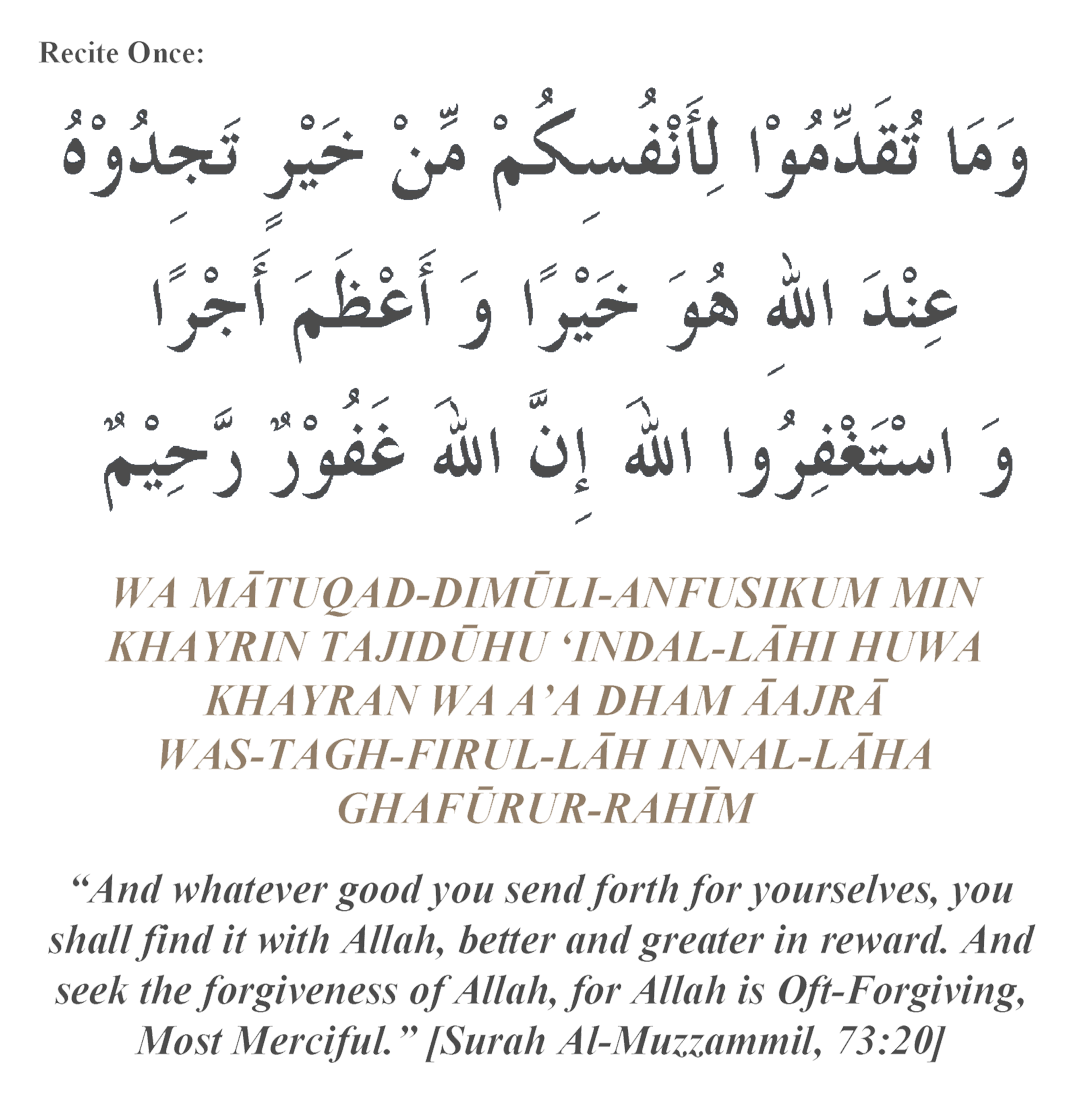 Recite Once:
وَمَا تُقَدِّمُوْا لِأَنْفُسِكُمْ مِّنْ خَيْرٍ تَجِدُوْهُ
عِنْدَ اللهِ هُوَ خَيْرًا وَ أَعْظَمَ أَجْرًا
وَ اسْتَغْفِرُوا اللهَ إِنَّ اللهَ غَفُوْرٌ رَّحِيْمٌ
WA MĀTUQAD-DIMŪLI-ANFUSIKUM MIN
KHAYRIN TAJIDŪHU ‘INDAL-LĀHI HUWA
KHAYRAN WA A’A DHAM ĀAJRĀ
WAS-TAGH-FIRUL-LĀH INNAL-LĀHA
GHAFŪRUR-RAHĪM
“And whatever good you send forth for yourselves, you
shall find it with Allah, better and greater in reward. And
seek the forgiveness of Allah, for Allah is Oft-Forgiving,
Most Merciful.” [Surah Al-Muzzammil, 73:20]